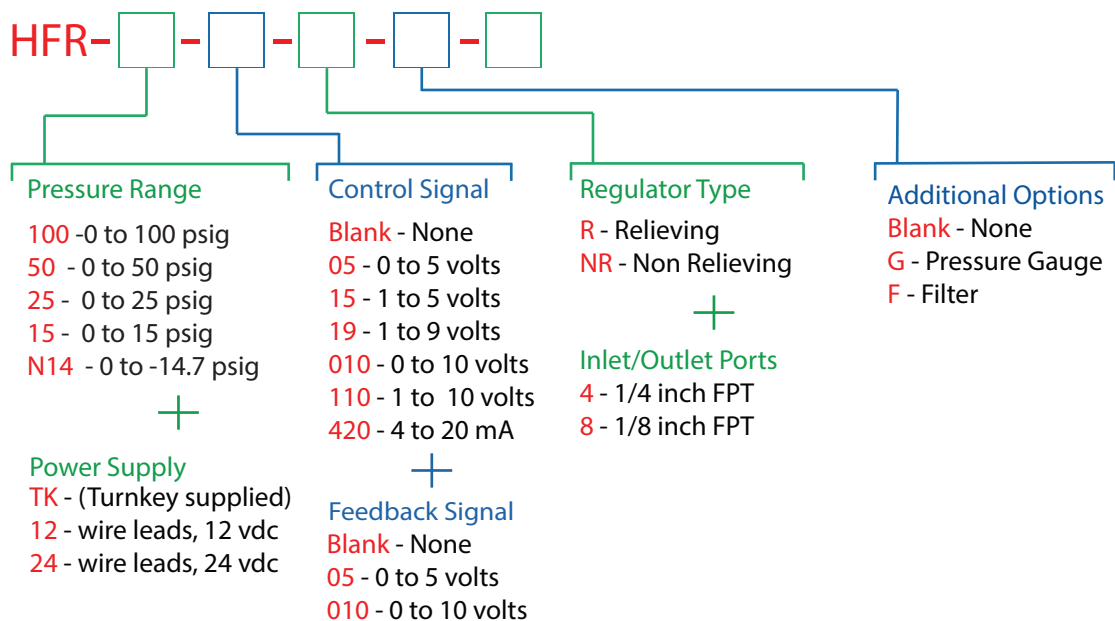 HFR- - - - -
Pressure Range
100 -0 to 100 psig
50 - 0 to 50 psig
25 - 0 to 25 psig
15 - 0 to 15 psig
N14 - 0 to -14.7 psig
+
Power Supply
TK - (Turnkey supplied)
12 - wire leads, 12 vdc
24 - wire leads, 24 vdc
Control Signal
Blank - None
05 - 0 to 5 volts
15 - 1 to 5 volts
19 - 1 to 9 volts
010 - 0 to 10 volts
110 - 1 to 10 volts
420 - 4 to 20 mA
+
Feedback Signal
Blank - None
05 - 0 to 5 volts
010 - 0 to 10 volts
Regulator Type
R - Relieving
NR - Non Relieving
+
Inlet/Outlet Ports
4 - 1/4 inch FPT
8 - 1/8 inch FPT
Additional Options
Blank - None
G - Pressure Gauge
F - Filter